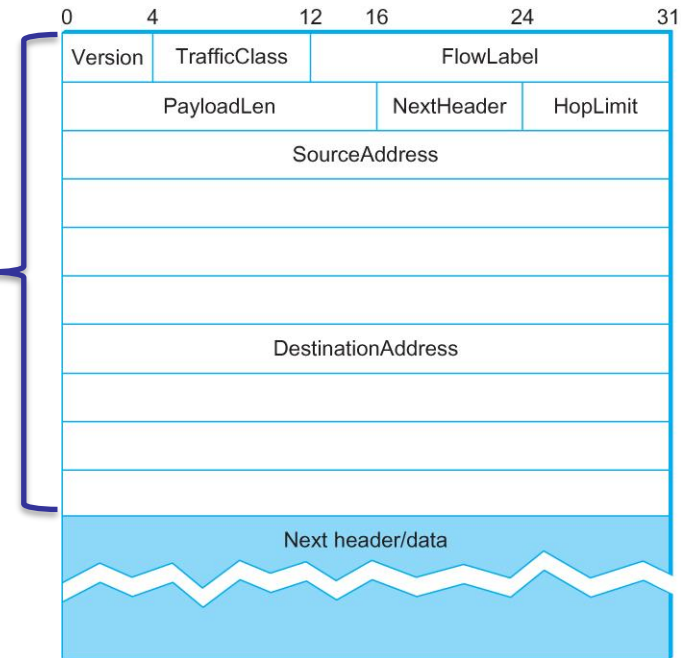 0 4 12 16 24 31
Version TrafficClass FlowLabel
PayloadLen NextHeader HopLimit
SourceAddress
DestinationAddress
Next header/data